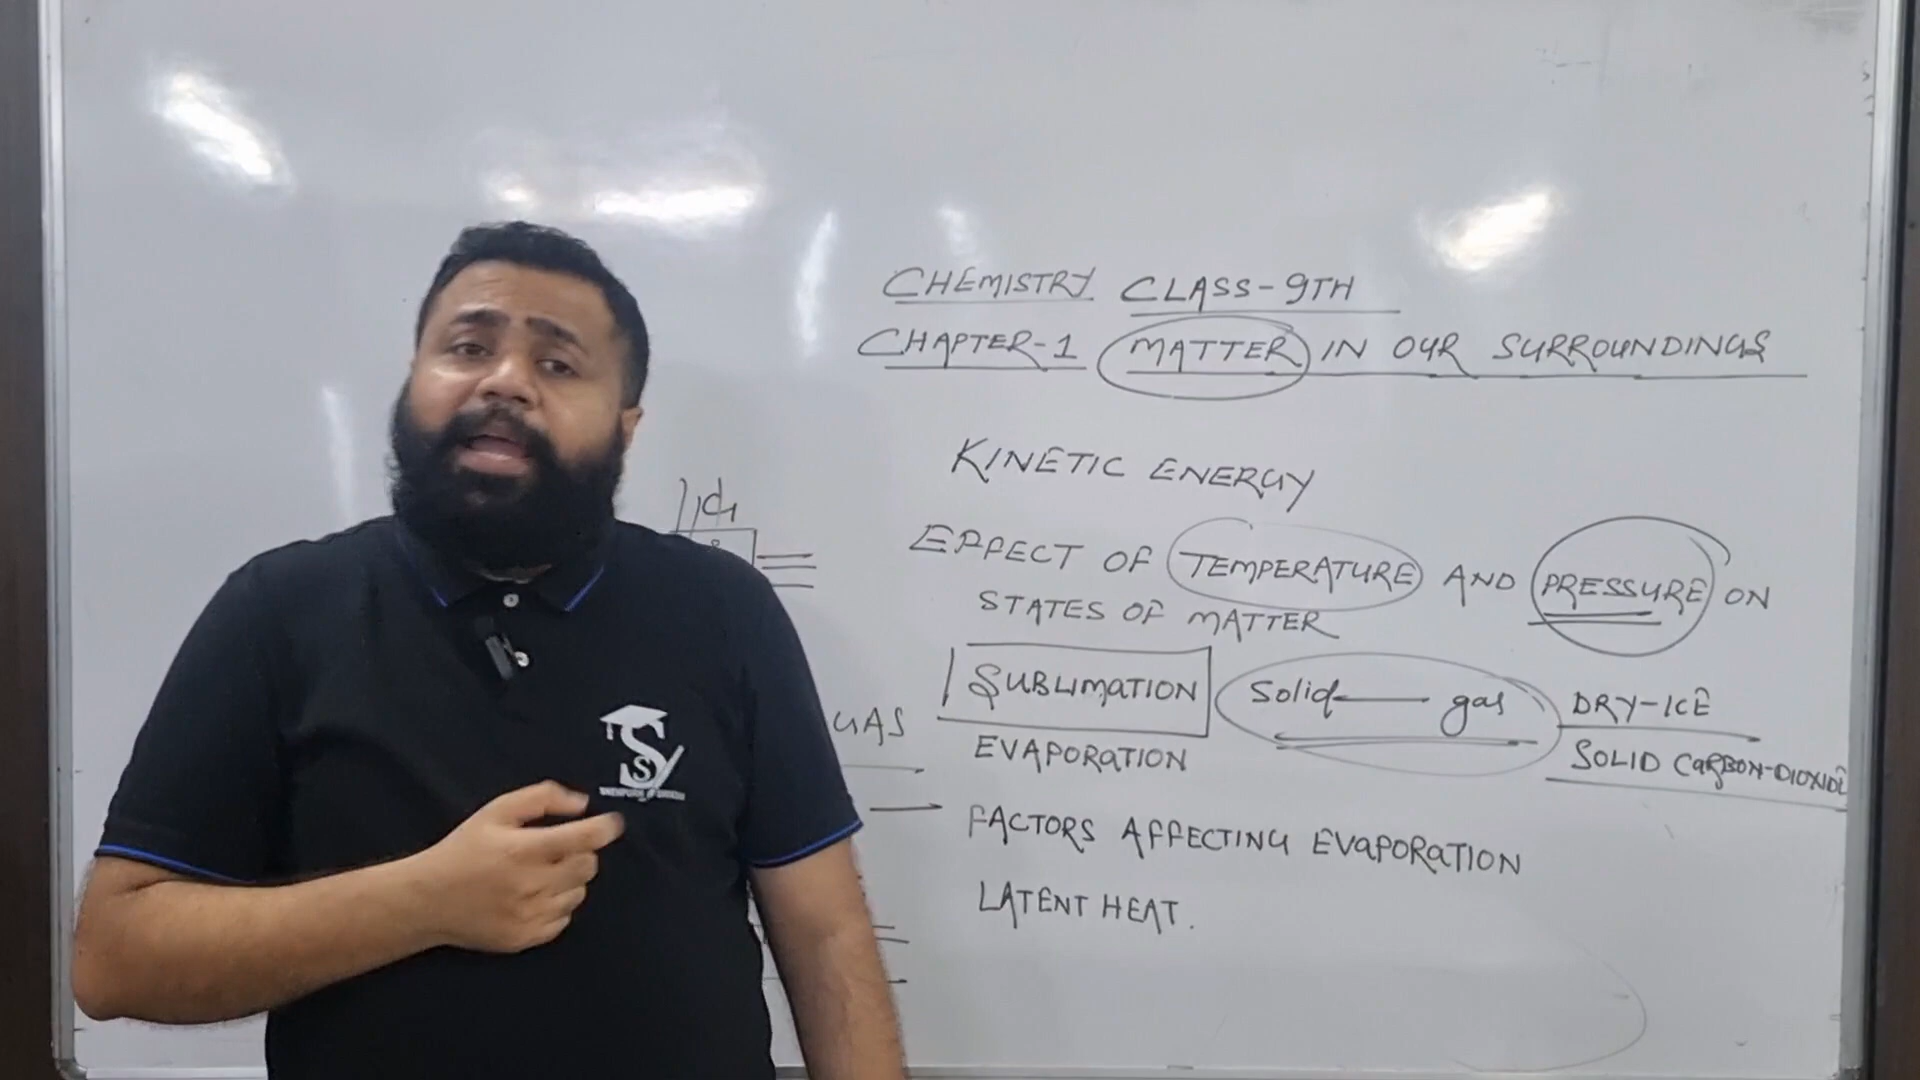 CHEMISTRY CLASS-9TH
CHAPTER-1 MATTER IN OUR SURROUNDINGS
KINETIC ENERGY
EFFECT OF TEMPERATURE AND PRESSURE ON
STATES OF MATTER
SUBLIMATION Solid gas DRY-ICE
EVAPORATION SOLID CARBON-DIOXIDE
FACTORS AFFECTING EVAPORATION
LATENT HEAT.
GAS